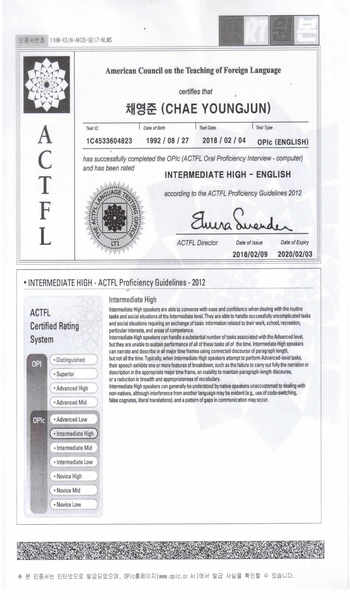 American Council on the Teaching of Foreign Language
certifies that
채영준 (CHAE YOUNGJUN)
Test ID
Date of Birth
Test Date
Test Type
1C4533604823
1992 / 08 / 27
2018 / 02 / 04
OPIc (ENGLISH)
has successfully completed the OPIc (ACTFL Oral Proficiency Interview - computer)
and has been rated
INTERMEDIATE HIGH - ENGLISH
according to the ACTFL Proficiency Guidelines 2012
ACTFL
THE ACTFL LANGUAGE TESTING
LTI
ACTFL Director
Date of Issue
Date of Expiry
2018/02/09
2020/02/03
• INTERMEDIATE HIGH - ACTFL Proficiency Guidelines - 2012
ACTFL
Certified Rating
System
OPI
• Distinguished
• Superior
• Advanced High
• Advanced Mid
OPIc
• Advanced Low
• Intermediate High
• Intermediate Mid
• Intermediate Low
• Novice High
• Novice Mid
• Novice Low
Intermediate High
Intermediate High speakers are able to converse with ease and confidence when dealing with the routine
tasks and social situations of the Intermediate level. They are able to handle successfully uncomplicated tasks
and social situations requiring an exchange of basic information related to their work, school, recreation,
particular interests, and areas of competence.
Intermediate High speakers can handle a substantial number of tasks associated with the Advanced level,
but they are unable to sustain performance of all of these tasks all of the time. Intermediate High speakers
can narrate and describe in all major time frames using connected discourse of paragraph length,
but not all the time. Typically, when Intermediate High speakers attempt to perform Advanced-level tasks,
their speech exhibits one or more features of breakdown, such as the failure to carry out fully the narration or
description in the appropriate major time frame, an inability to maintain paragraph-length discourse,
or a reduction in breadth and appropriateness of vocabulary.
Intermediate High speakers can generally be understood by native speakers unaccustomed to dealing with
non-natives, although interference from another language may be evident (e.g., use of code-switching,
false cognates, literal translations), and a pattern of gaps in communication may occur.
※ 본 인증서는 인터넷으로 발급되었으며, OPIc홈페이지(www.opic.or.kr)에서 발급 사실을 확인할 수 있습니다.